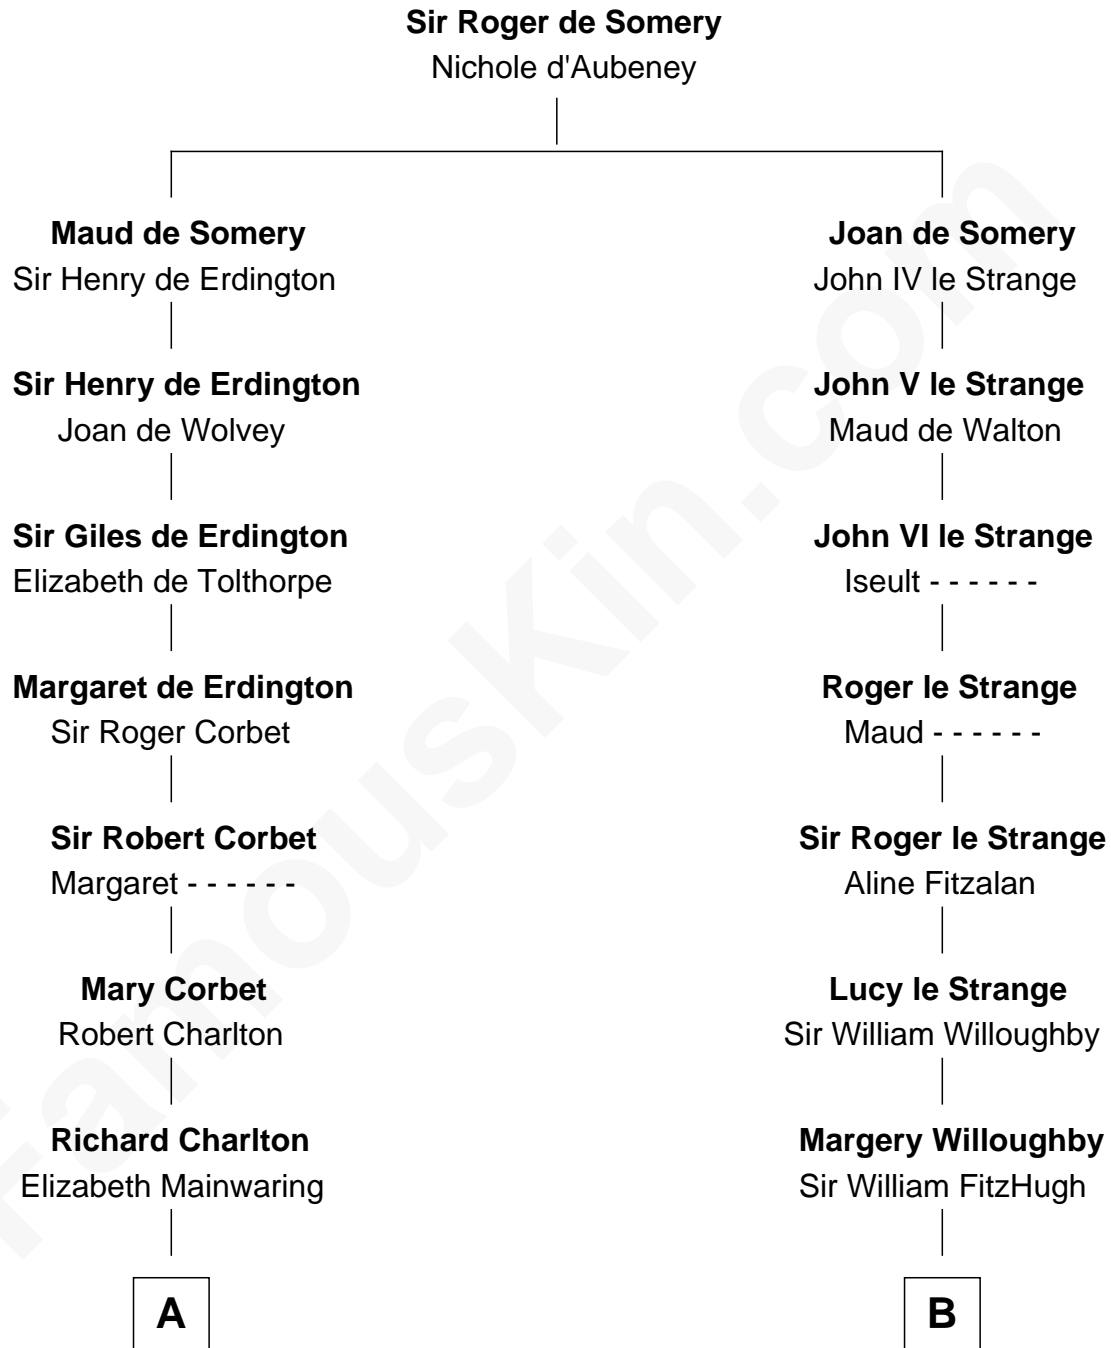 Sir Roger de Somery
Nichole d'Aubeney
Maud de Somery
Sir Henry de Erdington
Joan de Somery
John IV le Strange
Sir Henry de Erdington
Joan de Wolvey
John V le Strange
Maud de Walton
Sir Giles de Erdington
Elizabeth de Tolthorpe
John VI le Strange
Iseult - - - - - -
Margaret de Erdington
Sir Roger Corbet
Roger le Strange
Maud - - - - - -
Sir Robert Corbet
Margaret - - - - - -
Sir Roger le Strange
Aline Fitzalan
Mary Corbet
Robert Charlton
Lucy le Strange
Sir William Willoughby
Richard Charlton
Elizabeth Mainwaring
Margery Willoughby
Sir William FitzHugh
A
B
FamousKin.com